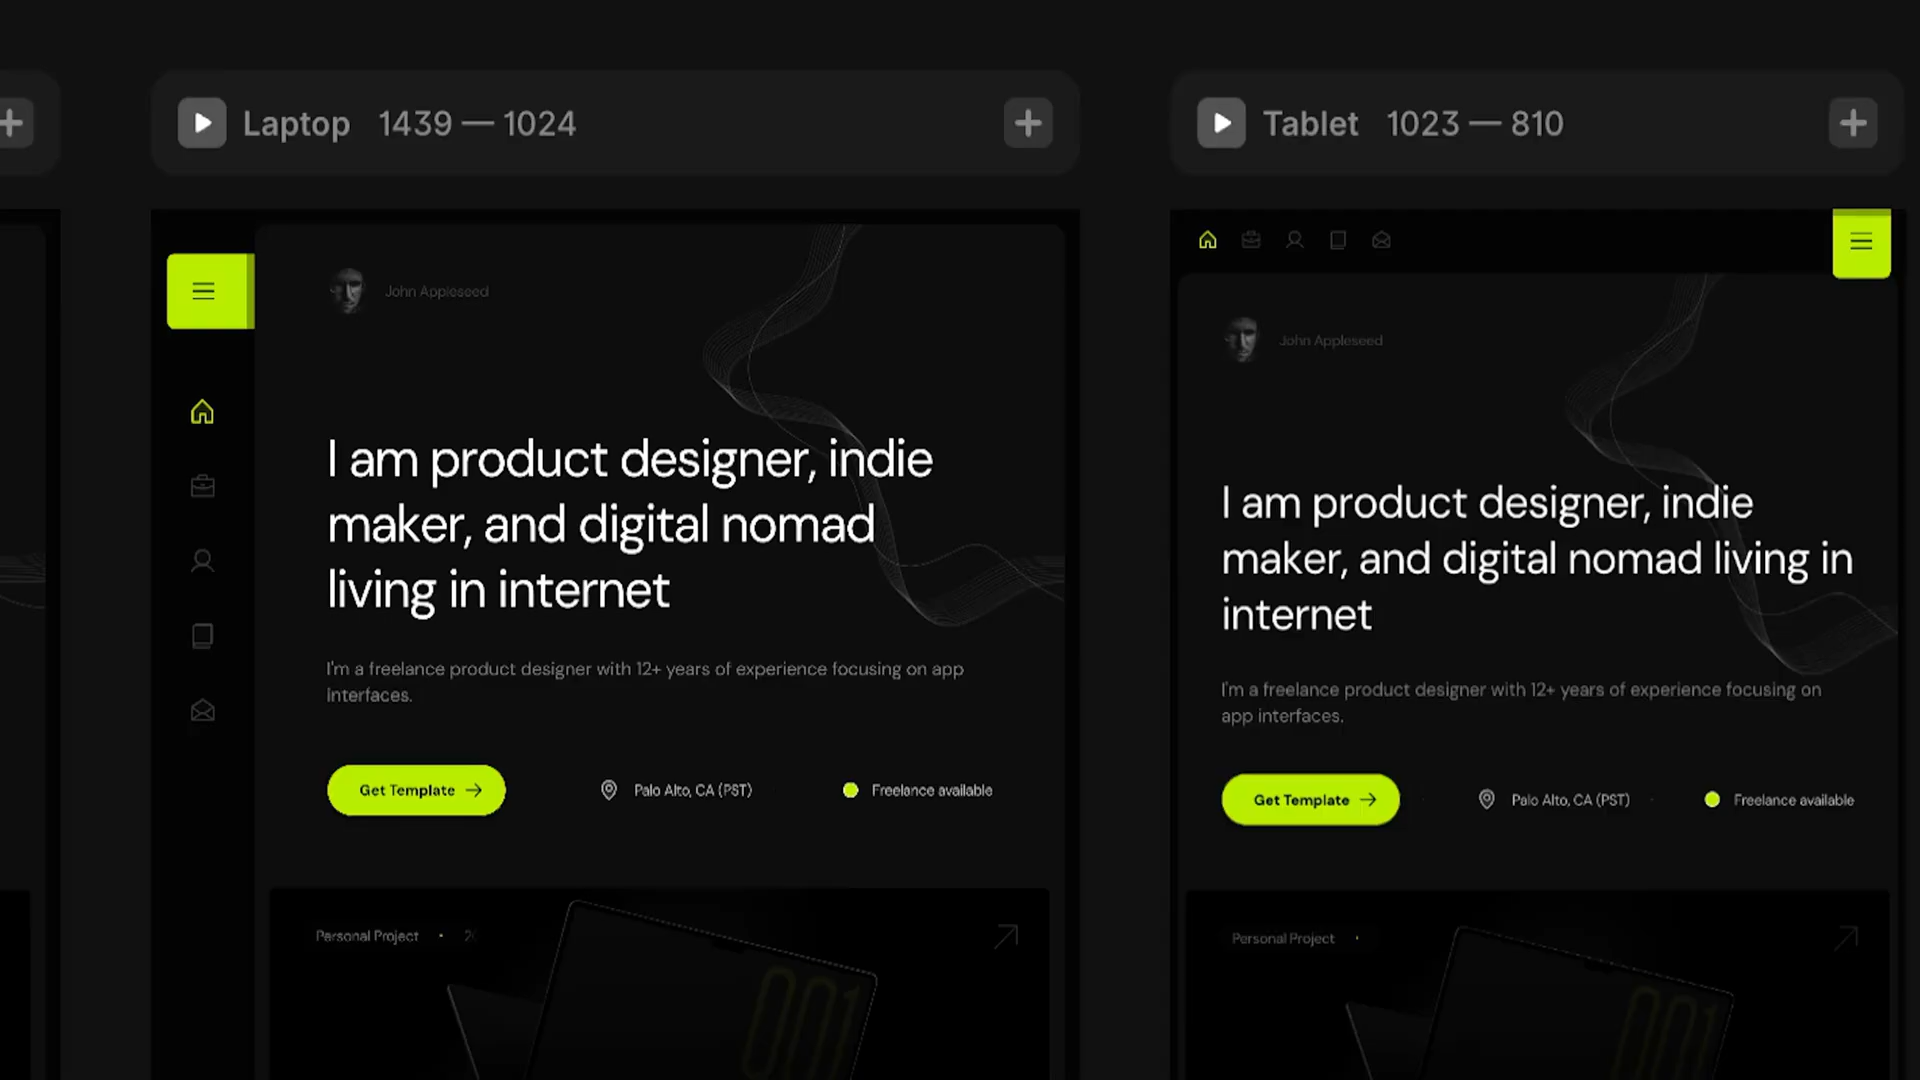 Laptop 1439 — 1024
John Appleseed
I am product designer, indie
maker, and digital nomad
living in internet
I'm a freelance product designer with 12+ years of experience focusing on app
interfaces.
Get Template →
Palo Alto, CA (PST)
Freelance available
Personal Project •
001
Tablet 1023 — 810
John Appleseed
I am product designer, indie
maker, and digital nomad living in
internet
I'm a freelance product designer with 12+ years of experience focusing on
app interfaces.
Get Template →
Palo Alto, CA (PST)
Freelance available
Personal Project •
001